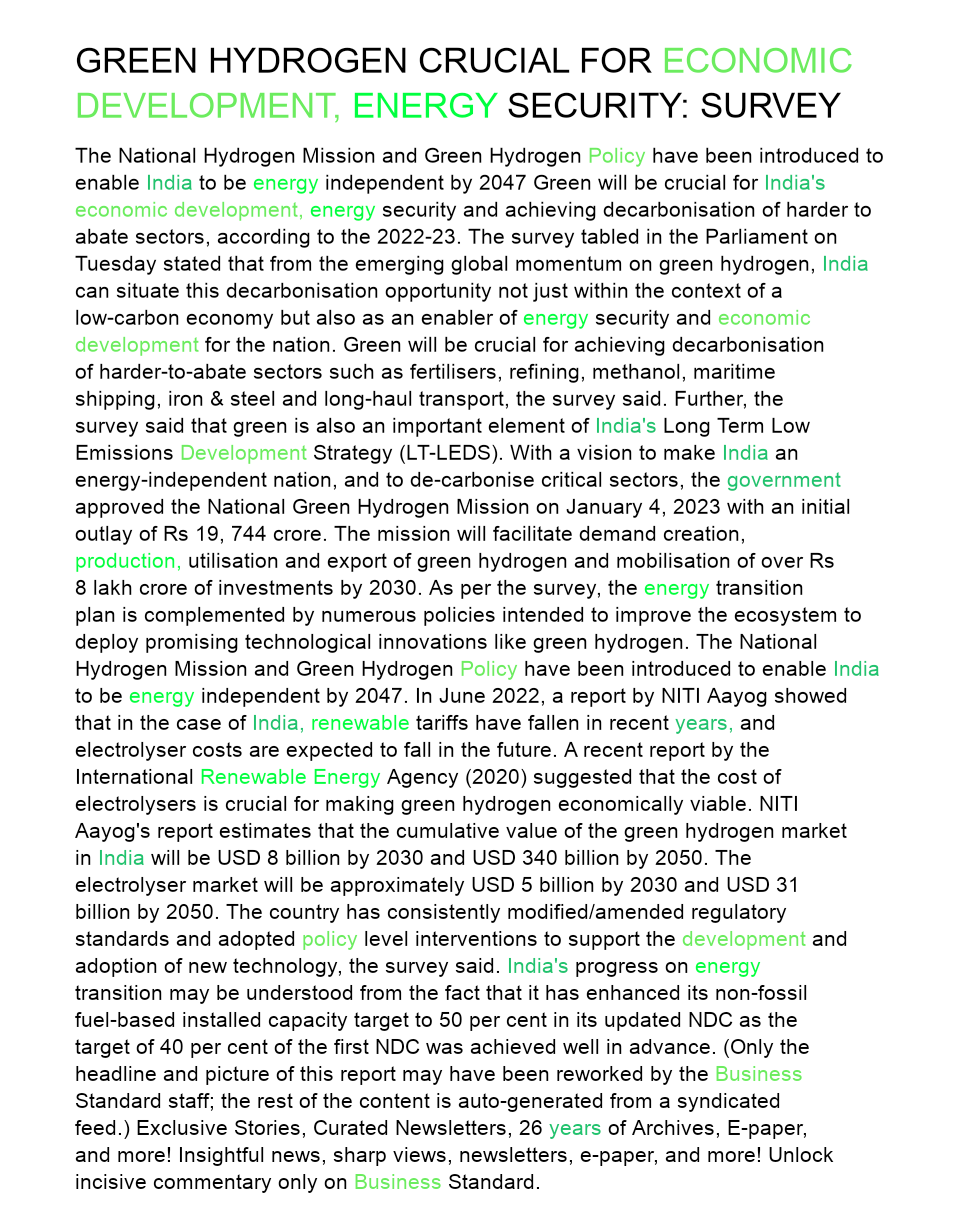 GREEN HYDROGEN CRUCIAL FOR ECONOMIC
DEVELOPMENT, ENERGY SECURITY: SURVEY
The National Hydrogen Mission and Green Hydrogen Policy have been introduced to
enable India to be energy independent by 2047 Green will be crucial for India's
economic development, energy security and achieving decarbonisation of harder to
abate sectors, according to the 2022-23. The survey tabled in the Parliament on
Tuesday stated that from the emerging global momentum on green hydrogen, India
can situate this decarbonisation opportunity not just within the context of a
low-carbon economy but also as an enabler of energy security and economic
development for the nation. Green will be crucial for achieving decarbonisation
of harder-to-abate sectors such as fertilisers, refining, methanol, maritime
shipping, iron & steel and long-haul transport, the survey said. Further, the
survey said that green is also an important element of India's Long Term Low
Emissions Development Strategy (LT-LEDS). With a vision to make India an
energy-independent nation, and to de-carbonise critical sectors, the government
approved the National Green Hydrogen Mission on January 4, 2023 with an initial
outlay of Rs 19, 744 crore. The mission will facilitate demand creation,
production, utilisation and export of green hydrogen and mobilisation of over Rs
8 lakh crore of investments by 2030. As per the survey, the energy transition
plan is complemented by numerous policies intended to improve the ecosystem to
deploy promising technological innovations like green hydrogen. The National
Hydrogen Mission and Green Hydrogen Policy have been introduced to enable India
to be energy independent by 2047. In June 2022, a report by NITI Aayog showed
that in the case of India, renewable tariffs have fallen in recent years, and
electrolyser costs are expected to fall in the future. A recent report by the
International Renewable Energy Agency (2020) suggested that the cost of
electrolysers is crucial for making green hydrogen economically viable. NITI
Aayog's report estimates that the cumulative value of the green hydrogen market
in India will be USD 8 billion by 2030 and USD 340 billion by 2050. The
electrolyser market will be approximately USD 5 billion by 2030 and USD 31
billion by 2050. The country has consistently modified/amended regulatory
standards and adopted policy level interventions to support the development and
adoption of new technology, the survey said. India's progress on energy
transition may be understood from the fact that it has enhanced its non-fossil
fuel-based installed capacity target to 50 per cent in its updated NDC as the
target of 40 per cent of the first NDC was achieved well in advance. (Only the
headline and picture of this report may have been reworked by the Business
Standard staff; the rest of the content is auto-generated from a syndicated
feed.) Exclusive Stories, Curated Newsletters, 26 years of Archives, E-paper,
and more! Insightful news, sharp views, newsletters, e-paper, and more! Unlock
incisive commentary only on Business Standard.